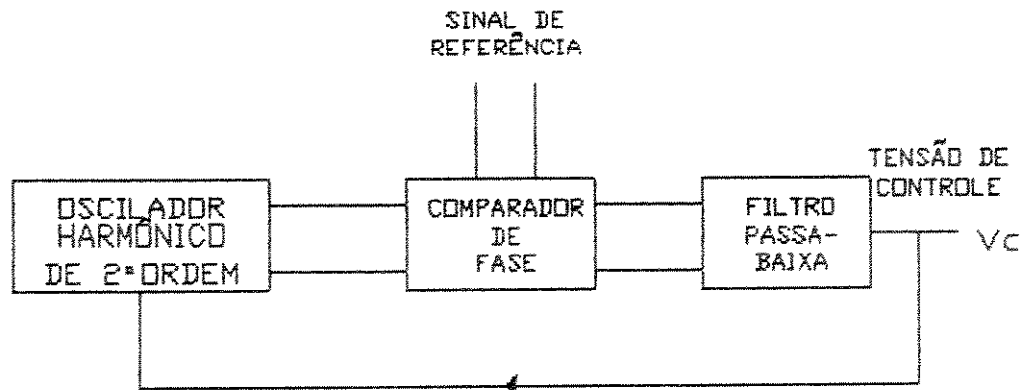 SINAL DE
REFERÊNCIA
TENSÃO DE
CONTROLE
OSCILADOR
HARMÔNICO
DE 2ª ORDEM
COMPARADOR
DE
FASE
FILTRO
PASSA-
BAIXA
VC